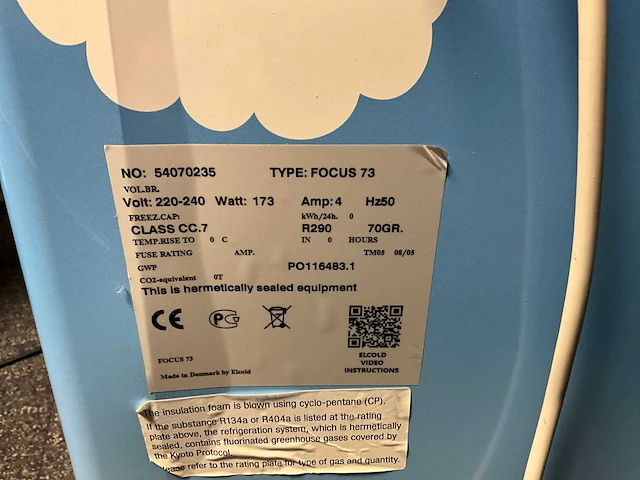 NO: 54070235 TYPE: FOCUS 73
VOL.BR.
Volt: 220-240 Watt: 173 Amp: 4 Hz50
FREEZ.CAP: kWh/24h. 0
CLASS CC.7 R290 70GR.
TEMP.RISE TO 0 C IN 0 HOURS
FUSE RATING AMP. TM05 08/05
GWP PO116483.1
CO2-equivalent 0T
This is hermetically sealed equipment
CE PG
ELCOLD
VIDEO
INSTRUCTIONS
FOCUS 73
Made in Denmark by Elcold
The insulation foam is blown using cyclo-pentane (CP).
If the substance R134a or R404a is listed at the rating
plate above, the refrigeration system, which is hermetically
sealed, contains fluorinated greenhouse gases covered by
the Kyoto Protocol.
Please refer to the rating plate for type of gas and quantity.